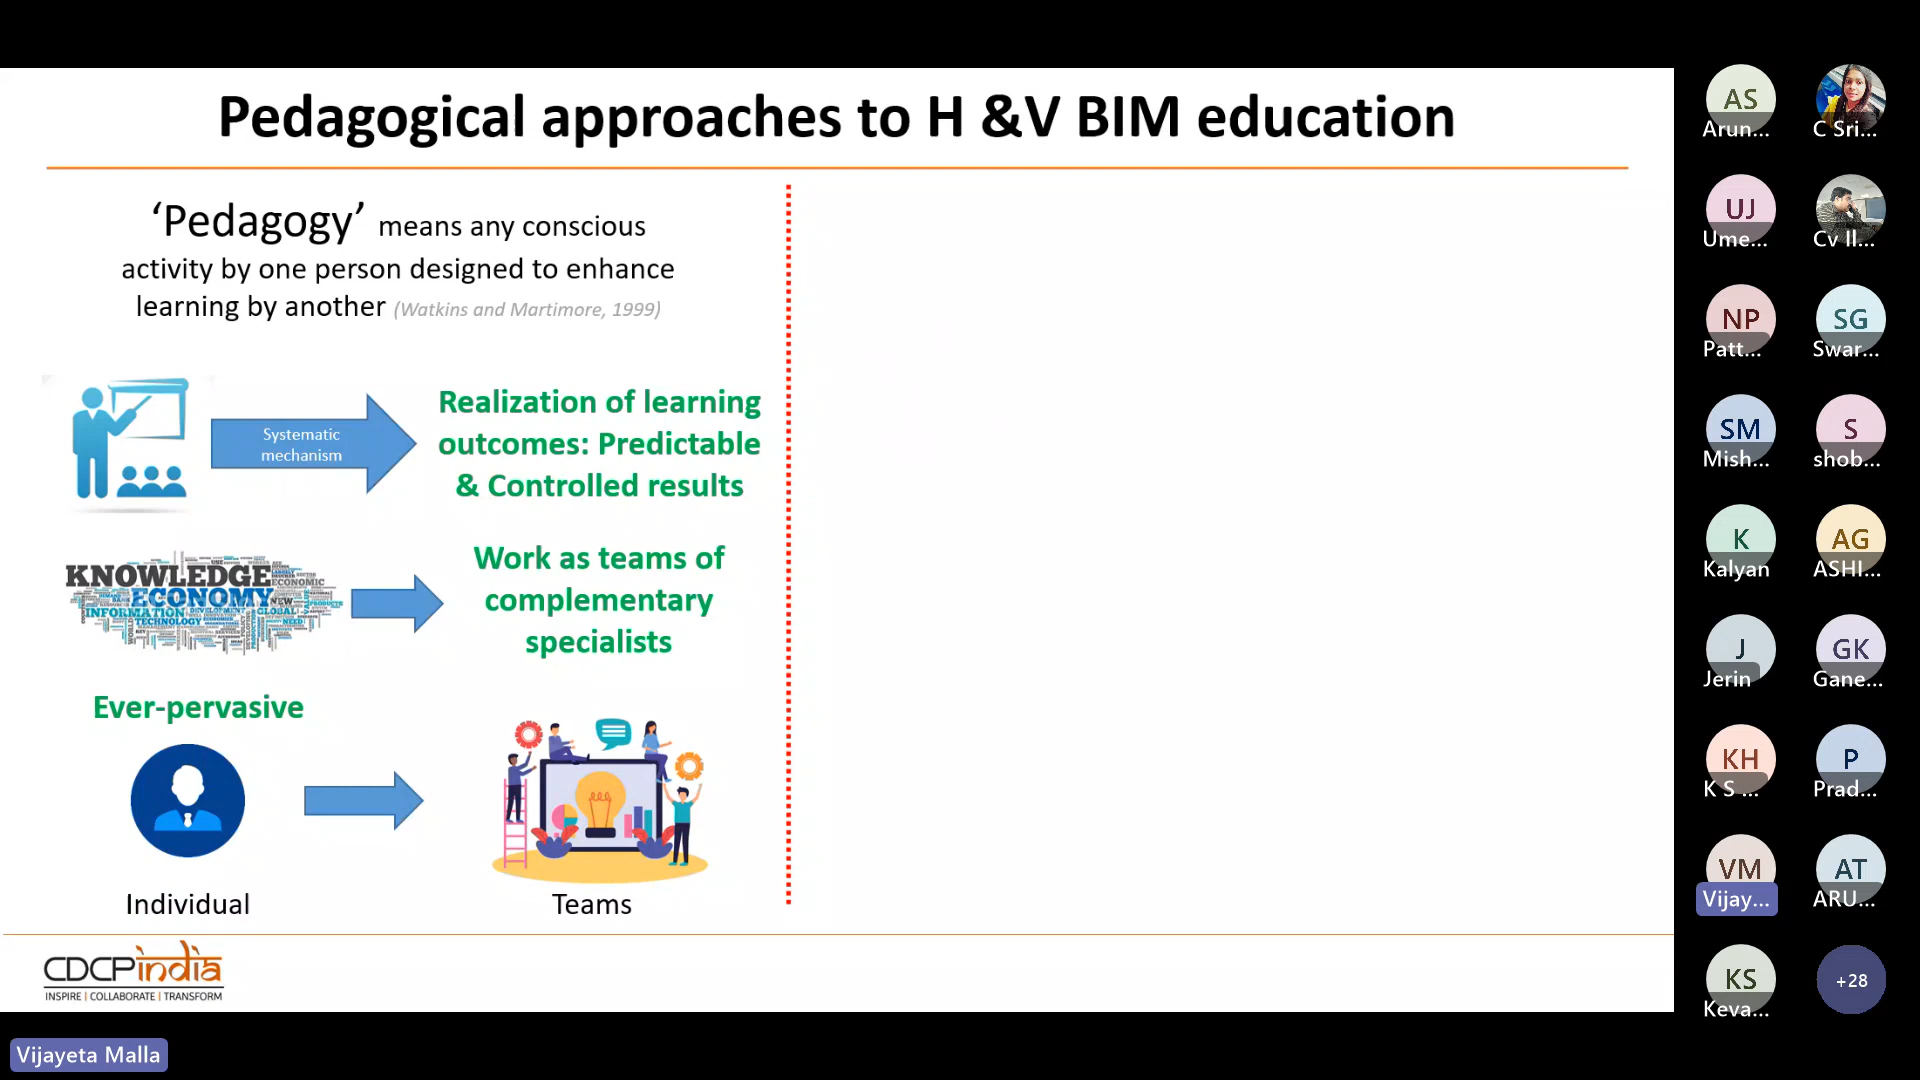 Pedagogical approaches to H &V BIM education
‘Pedagogy’ means any conscious
activity by one person designed to enhance
learning by another (Watkins and Martimore, 1999)
Systematic
mechanism
Realization of learning
outcomes: Predictable
& Controlled results
KNOWLEDGE
ECONOMY
INFORMATION
TECHNOLOGY
GLOBAL
NEED
NEW
ECONOMIC
Work as teams of
complementary
specialists
Ever-pervasive
Individual
Teams
CDCPindia
INSPIRE | COLLABORATE | TRANSFORM
Vijayeta Malla
AS
Arun...
C Sri...
UJ
Ume...
Cv Il...
NP
Patt...
SG
Swar...
SM
Mish...
S
shob...
K
Kalyan
AG
ASHI...
J
Jerin
GK
Gane...
KH
K S ...
P
Prad...
VM
Vijay...
AT
ARU...
KS
Keva...
+28